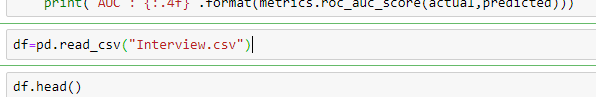 print( AUC : {:.4f} .format(metrics.roc_auc_score(actual,predicted)))
df=pd.read_csv("Interview.csv")
df.head()